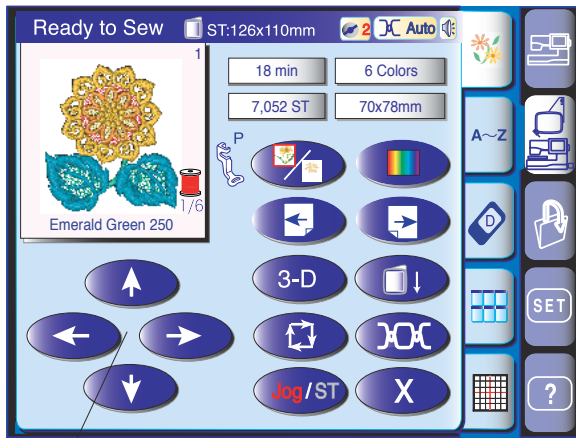 Ready to Sew
ST:126x110mm
2
Auto
1
18 min
6 Colors
7,052 ST
70x78mm
P
1/6
Emerald Green 250
3-D
Jog/ST
X
A~Z
D
SET
?